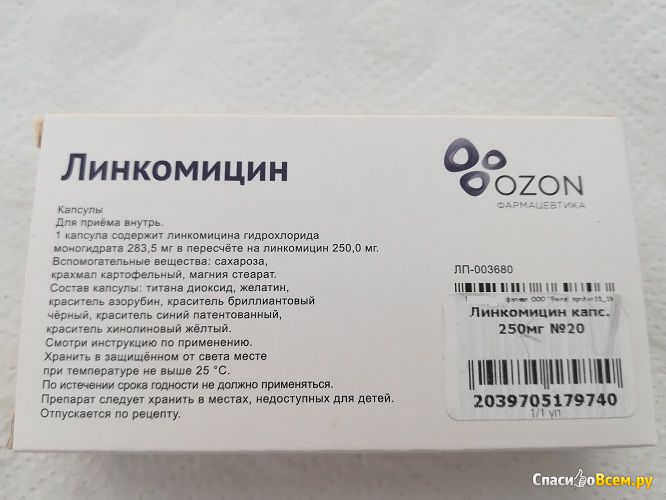 Линкомицин
Капсулы
Для приёма внутрь.
1 капсула содержит линкомицина гидрохлорида
моногидрата 283,5 мг в пересчёте на линкомицин 250,0 мг.
Вспомогательные вещества: сахароза,
крахмал картофельный, магния стеарат.
Состав капсулы: титана диоксид, желатин,
краситель азорубин, краситель бриллиантовый
чёрный, краситель синий патентованный,
краситель хинолиновый жёлтый.
Смотри инструкцию по применению.
Хранить в защищённом от света месте
при температуре не выше 25 °С.
По истечении срока годности не должно применяться.
Препарат следует хранить в местах, недоступных для детей.
Отпускается по рецепту.
OZON
ФАРМАЦЕВТИКА
ЛП-003680
филиал ООО
Линкомицин капс.
250мг №20
2039705179740
1/1 уп
СпасибоВсем.ру